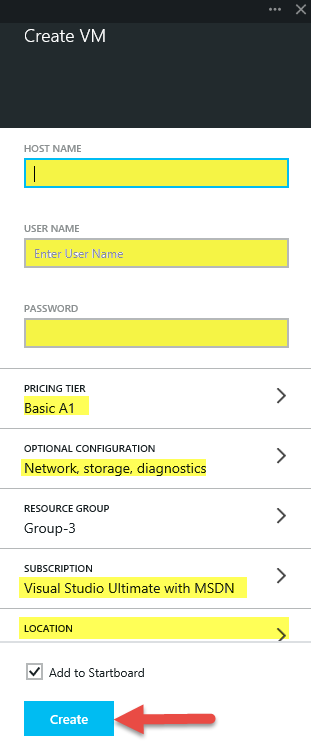 Create VM
HOST NAME
USER NAME
Enter User Name
PASSWORD
PRICING TIER
Basic A1
OPTIONAL CONFIGURATION
Network, storage, diagnostics
RESOURCE GROUP
Group-3
SUBSCRIPTION
Visual Studio Ultimate with MSDN
LOCATION
Add to Startboard
Create